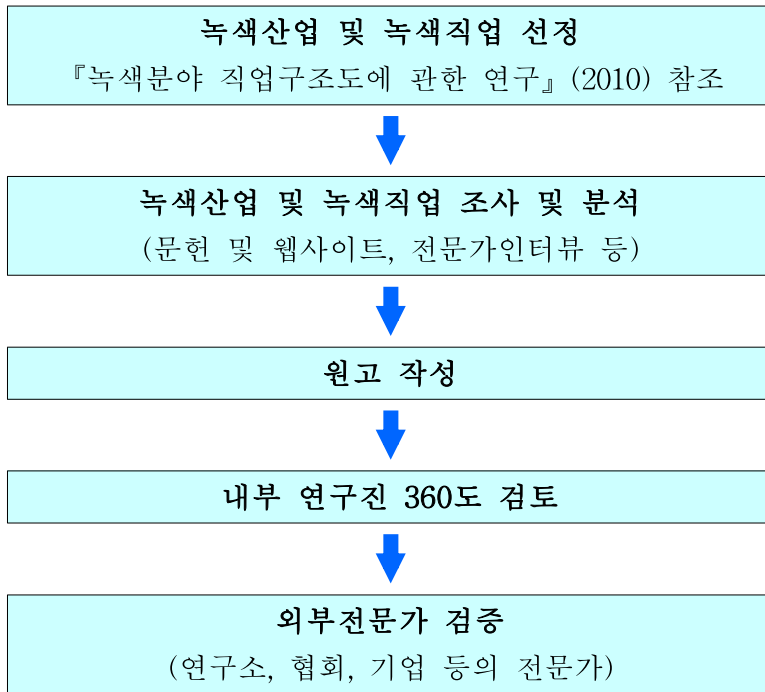 녹색산업 및 녹색직업 선정
『녹색분야 직업구조도에 관한 연구』(2010) 참조
녹색산업 및 녹색직업 조사 및 분석
(문헌 및 웹사이트, 전문가인터뷰 등)
원고 작성
내부 연구진 360도 검토
외부전문가 검증
(연구소, 협회, 기업 등의 전문가)